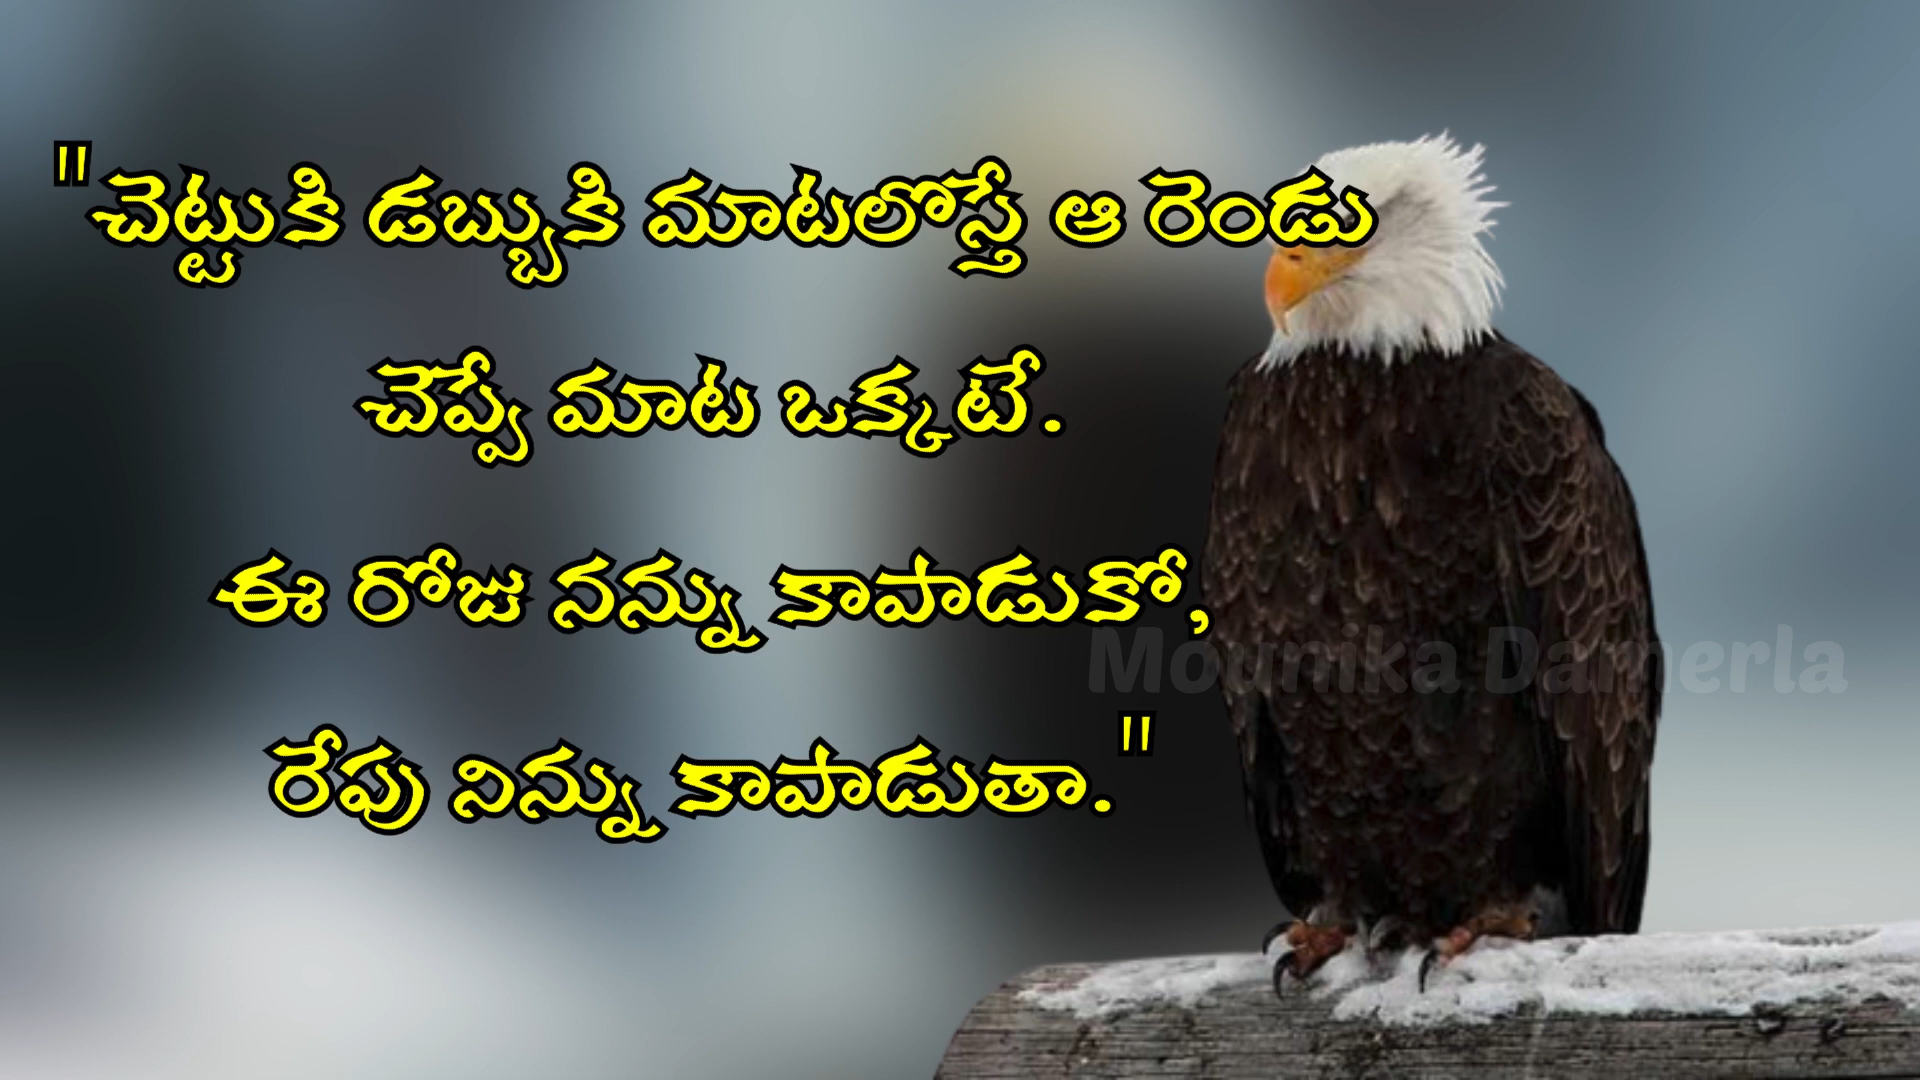 "చెట్టుకి డబ్బుకి మాటలొస్తే ఆ రెండు
చెప్పే మాట ఒక్కటే.
ఈ రోజు నన్ను కాపాడుకో,
రేపు నిన్ను కాపాడుతా."
Mounika Damerla